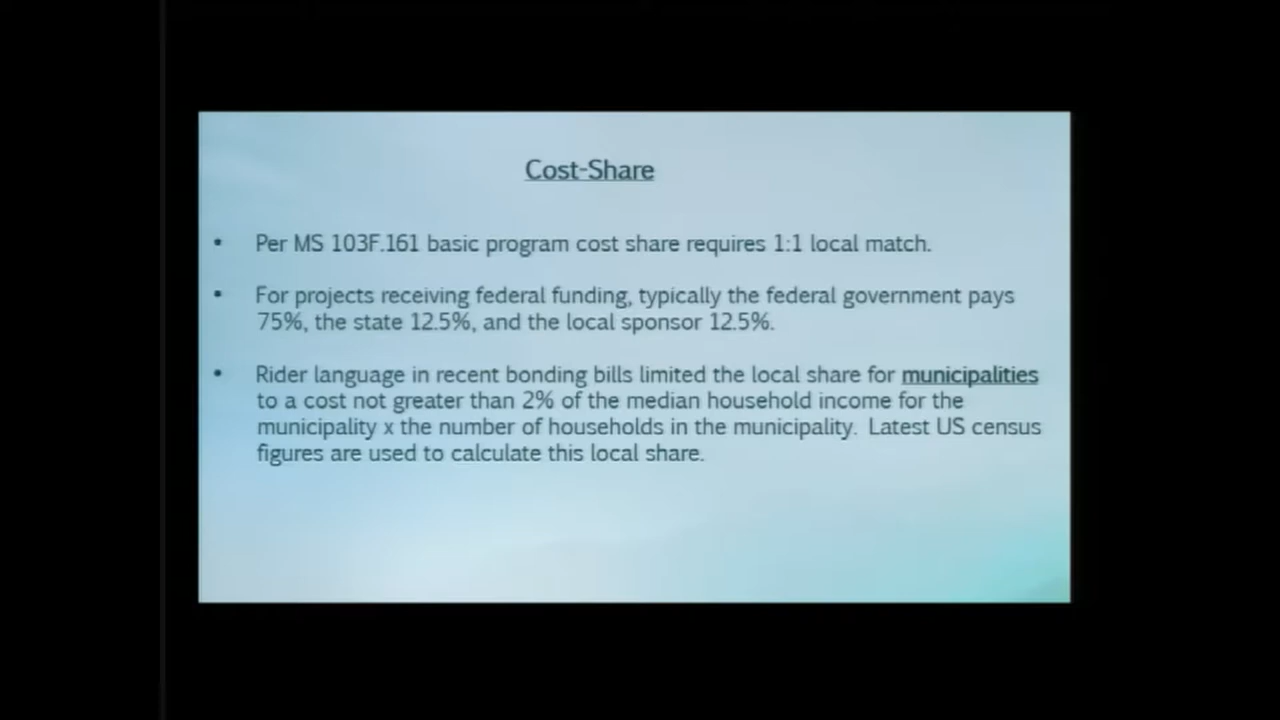 Cost-Share
• Per MS 103F.161 basic program cost share requires 1:1 local match.
• For projects receiving federal funding, typically the federal government pays
75%, the state 12.5%, and the local sponsor 12.5%.
• Rider language in recent bonding bills limited the local share for municipalities
to a cost not greater than 2% of the median household income for the
municipality x the number of households in the municipality. Latest US census
figures are used to calculate this local share.